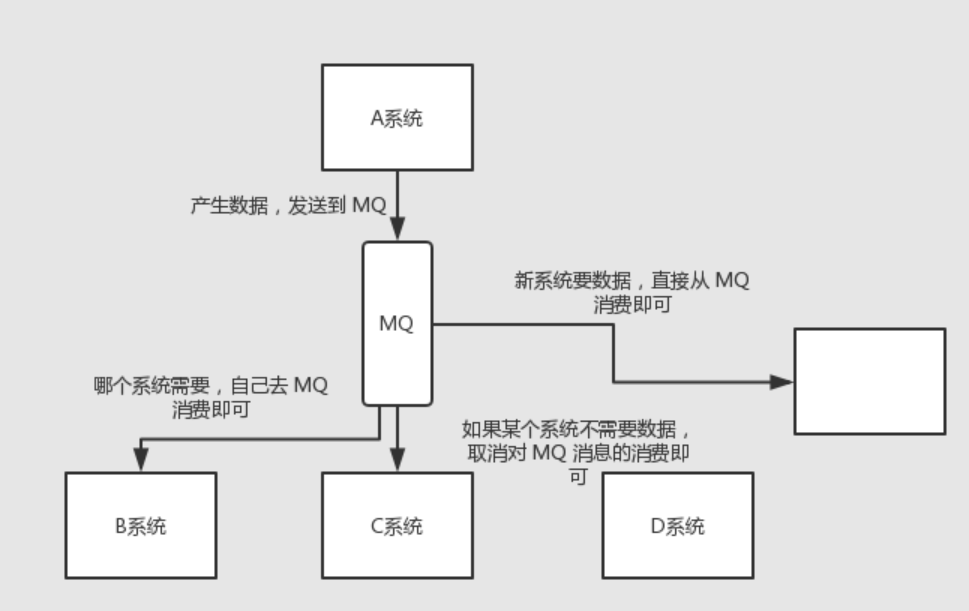 A系统
产生数据，发送到 MQ
MQ
新系统要数据，直接从 MQ
消费即可
哪个系统需要，自己去 MQ
消费即可
如果某个系统不需要数据，
取消对 MQ 消息的消费即
可
B系统
C系统
D系统